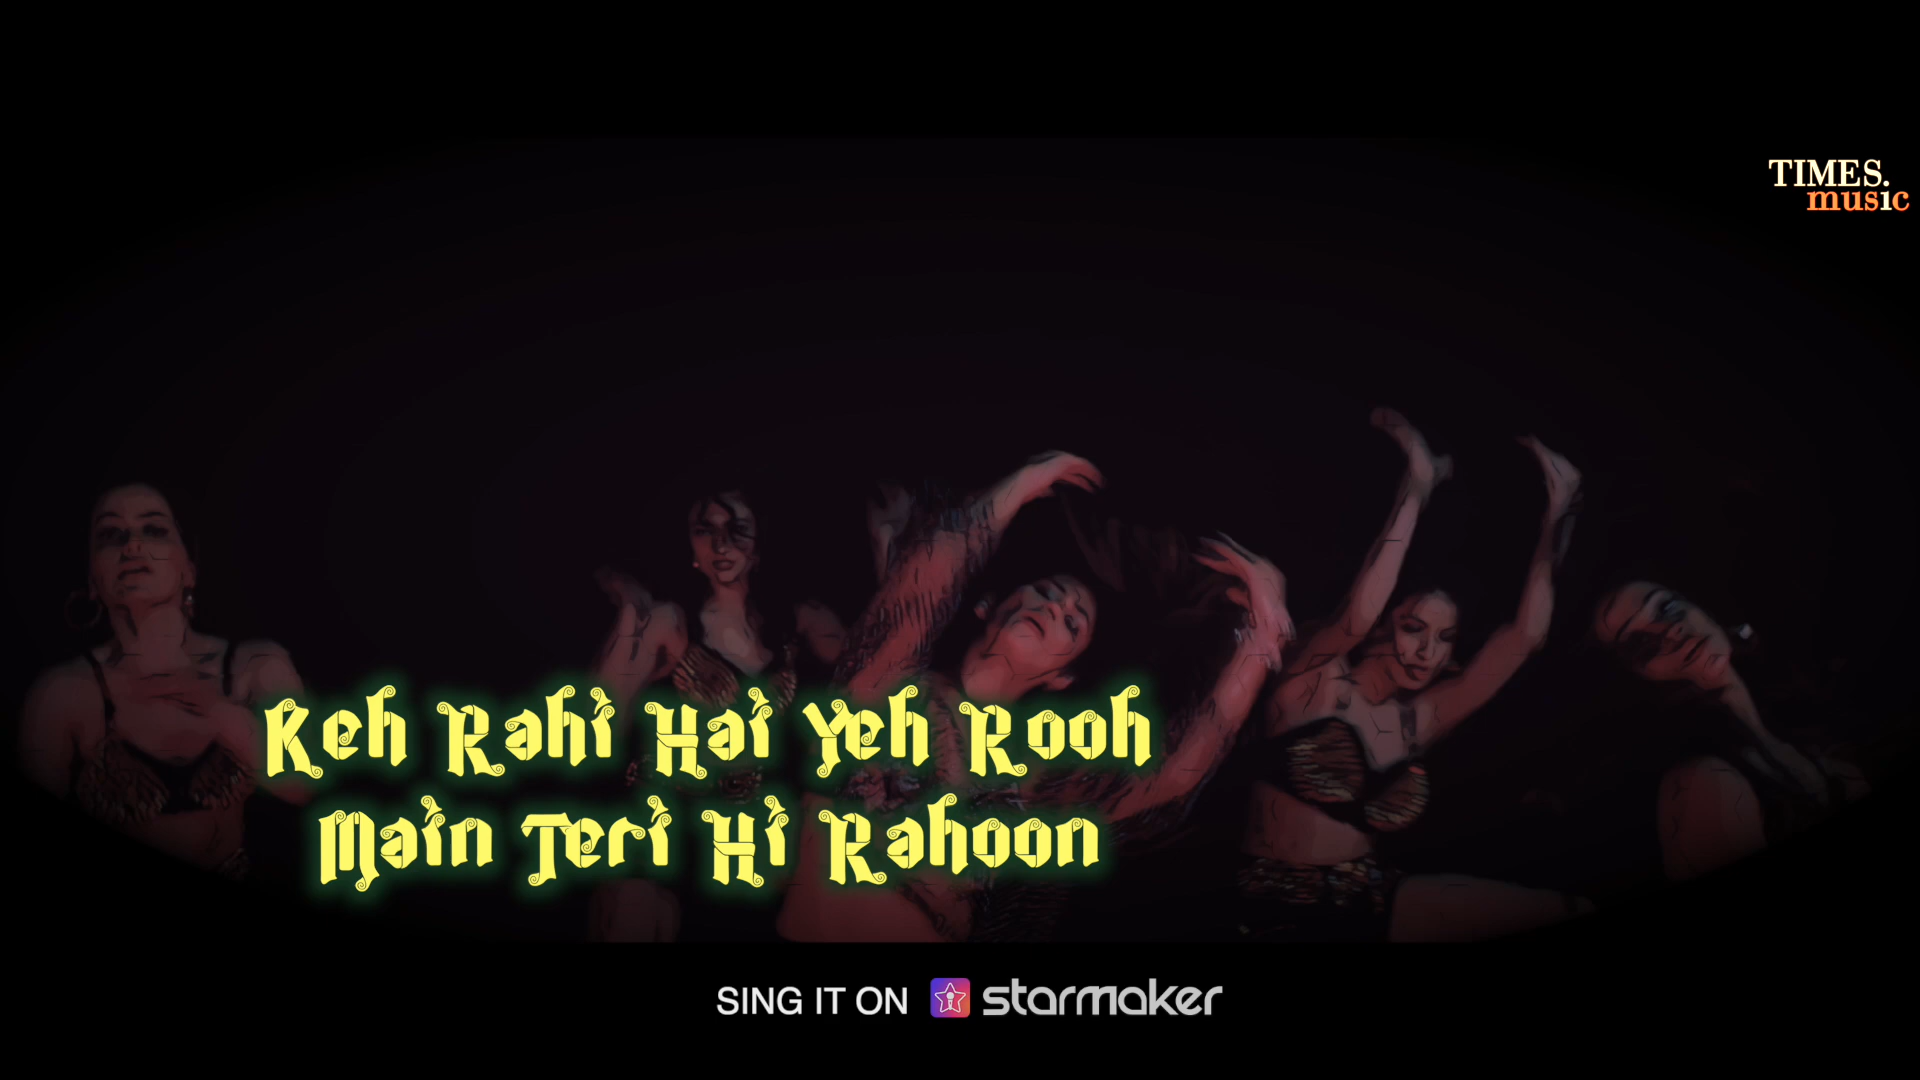 TIMES.
music
Keh Rahi Hai Yeh Rooh
Main Teri Hi Rahoon
SING IT ON starmaker